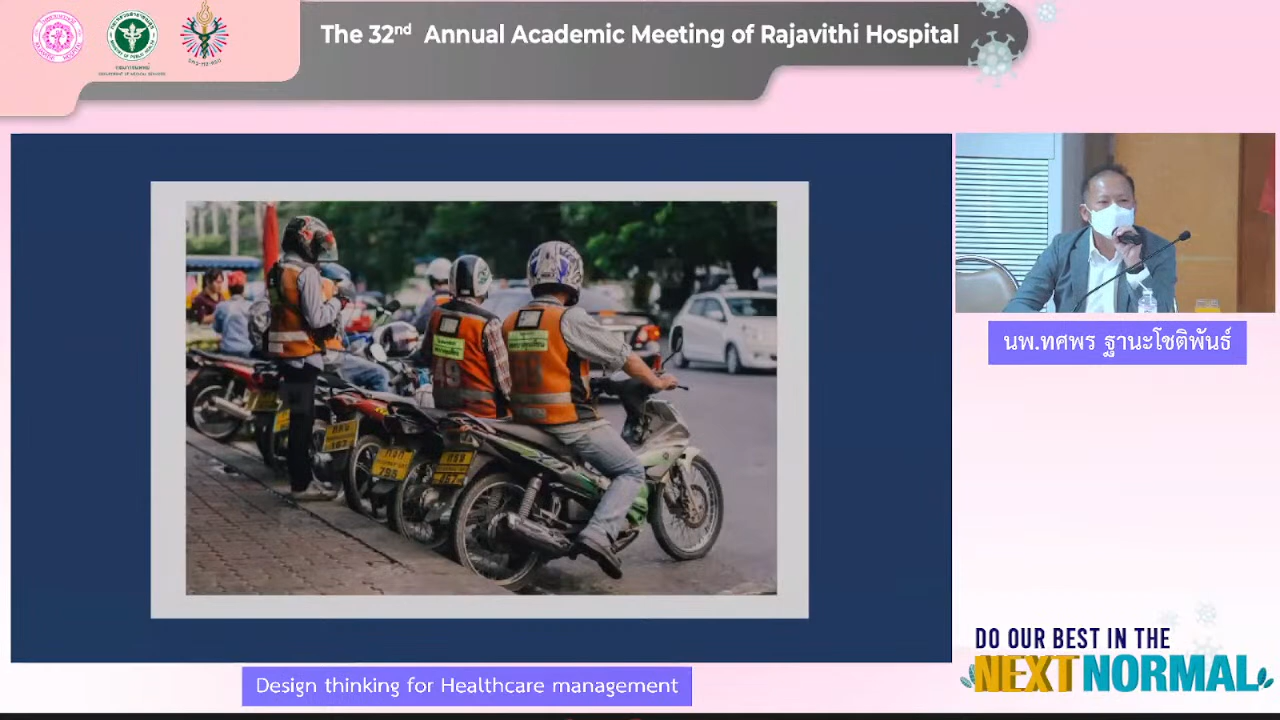 The 32nd Annual Academic Meeting of Rajavithi Hospital
นพ.ทศพร ฐานะโชติพันธ์
DO OUR BEST IN THE
NEXT NORMAL
Design thinking for Healthcare management